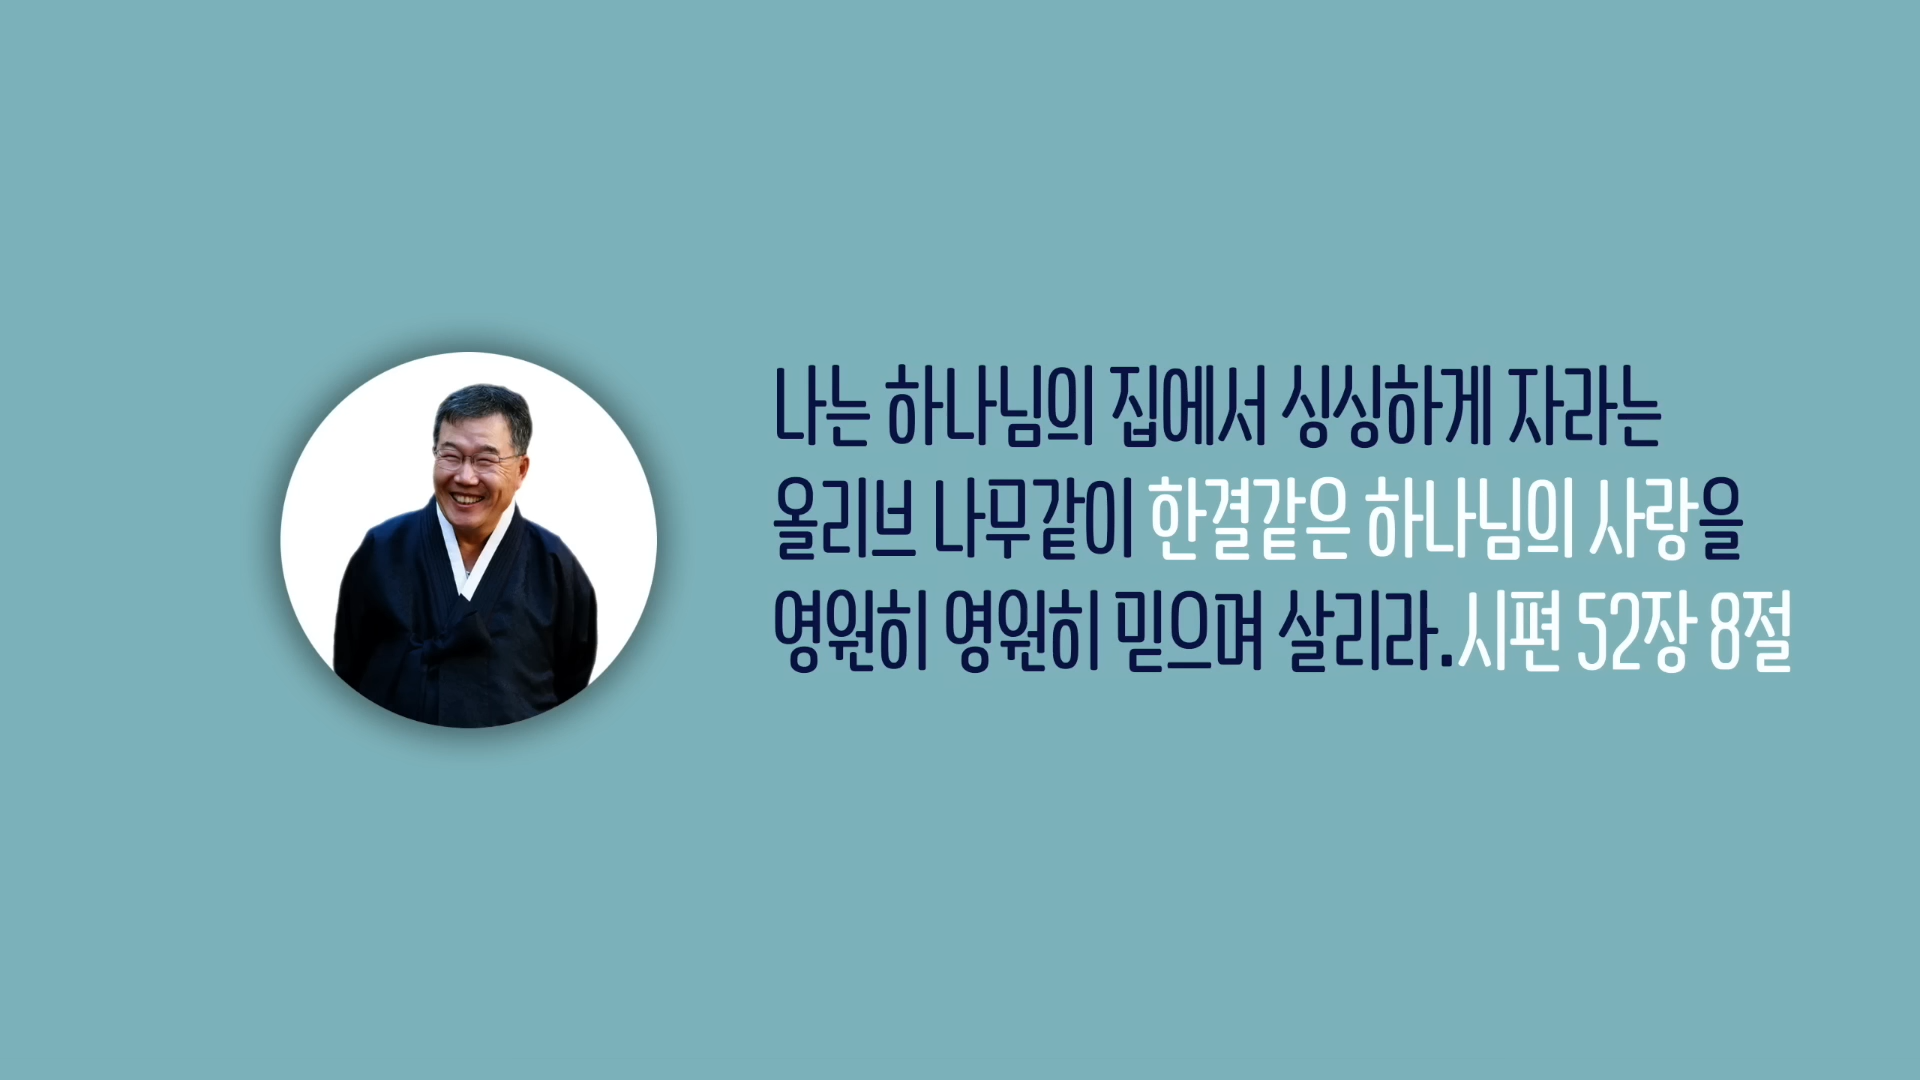 나는 하나님의 집에서 싱싱하게 자라는
올리브 나무같이 한결같은 하나님의 사랑을
영원히 영원히 믿으며 살리라.시편 52장 8절